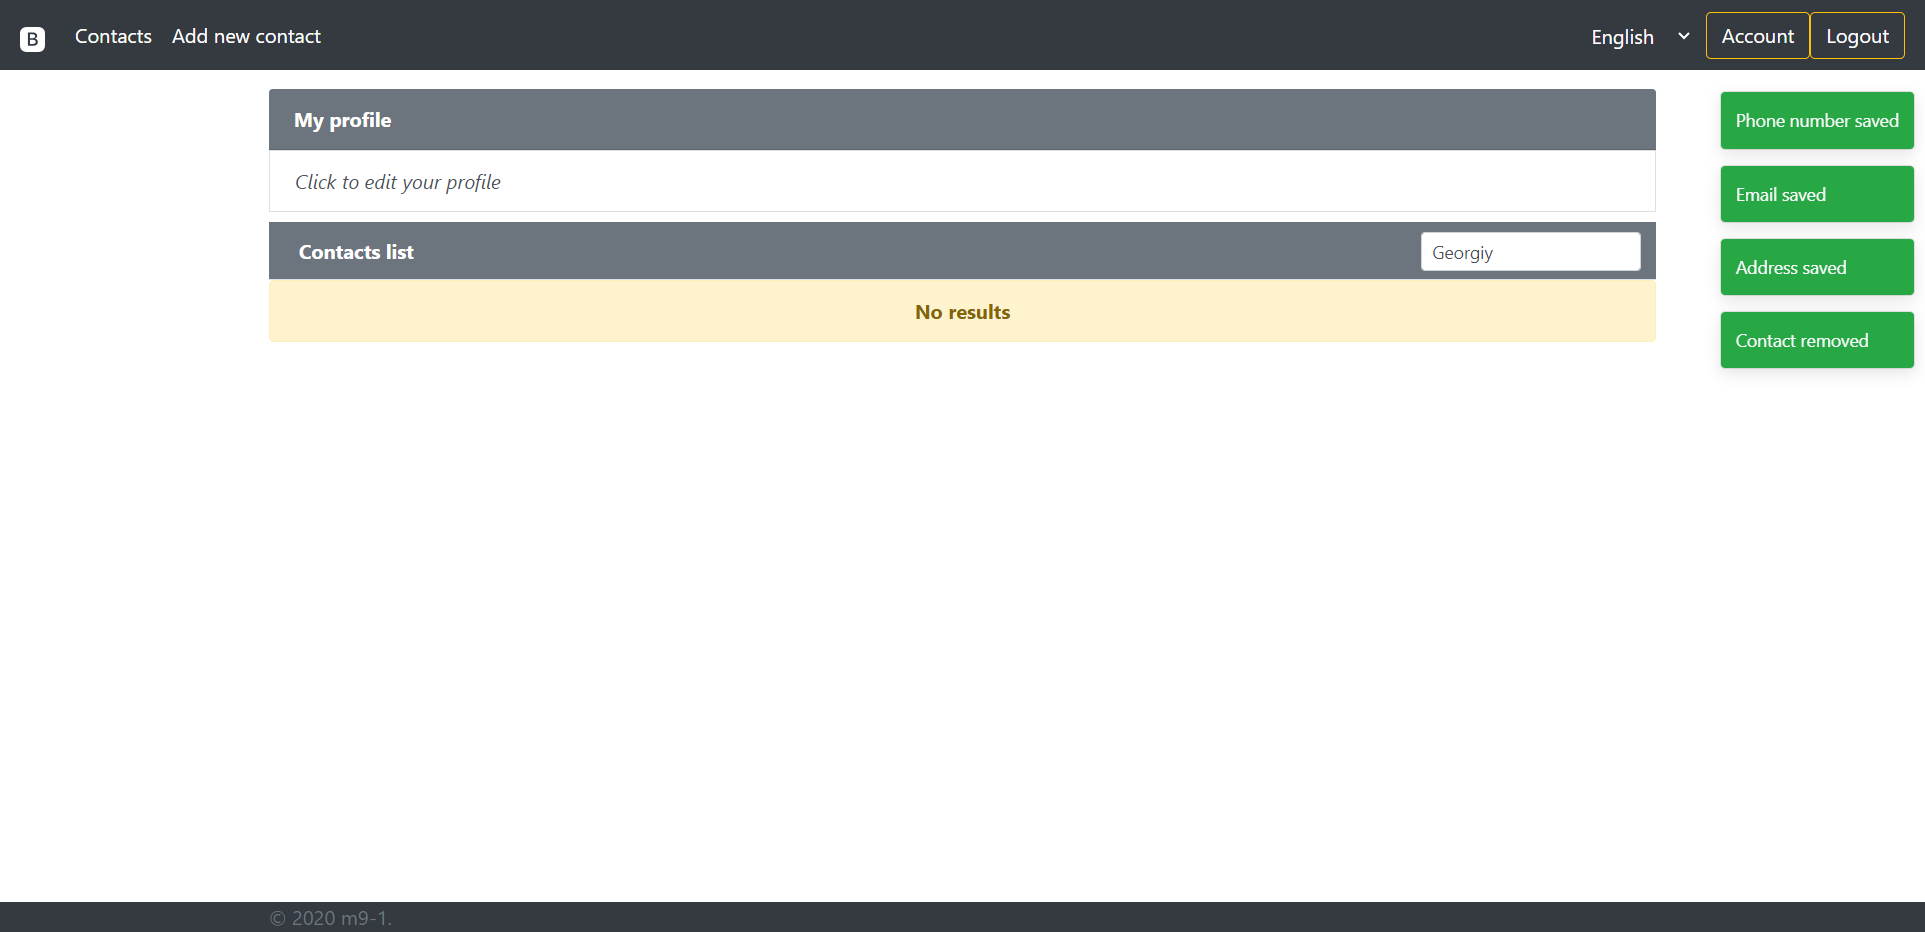 B Contacts Add new contact English Account Logout
My profile
Click to edit your profile
Contacts list Georgiy
No results
Phone number saved
Email saved
Address saved
Contact removed
© 2020 m9-1.